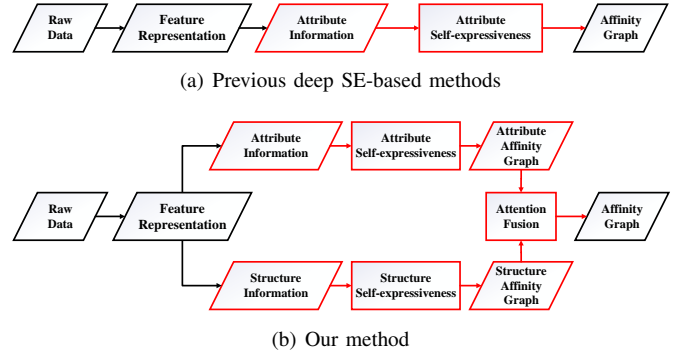 Raw
Data
Feature
Representation
Attribute
Information
Attribute
Self-expressiveness
Affinity
Graph
(a) Previous deep SE-based methods
Attribute
Information
Attribute
Self-expressiveness
Attribute
Affinity
Graph
Raw
Data
Feature
Representation
Attention
Fusion
Affinity
Graph
Structure
Information
Structure
Self-expressiveness
Structure
Affinity
Graph
(b) Our method